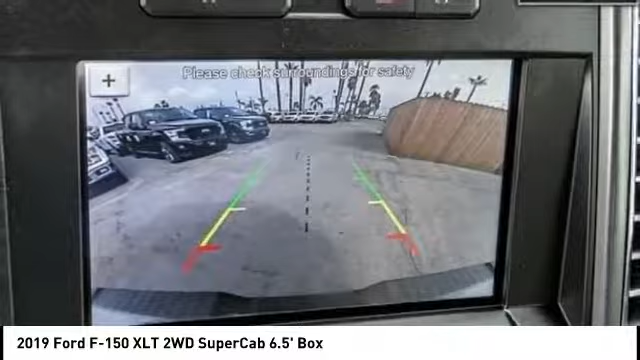 Please check surroundings for safety
+
2019 Ford F-150 XLT 2WD SuperCab 6.5' Box